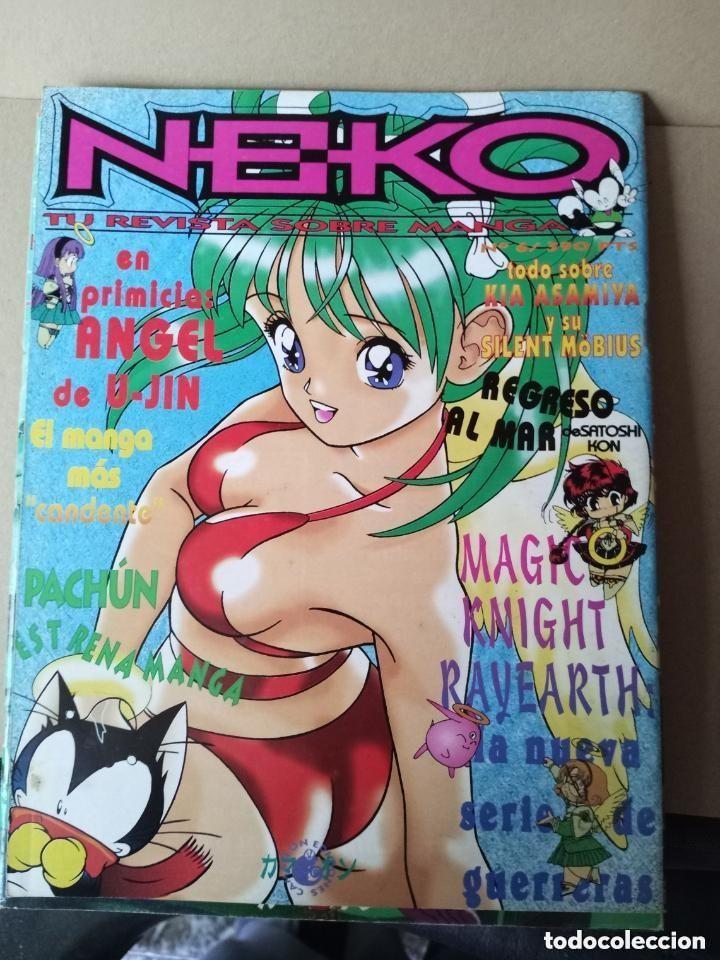 NEKO
TU REVISTA SOBRE MANGA
Nº 6/ 390 PTS
en
primicia:
ANGEL
de U-JIN
El manga
más
"candente"
PACHÚN
ESTRENA MANGA
todo sobre
KIA ASAMIYA
y su
SILENT MÖBIUS
REGRESO
AL MAR de SATOSHI
KON
MAGIC
KNIGHT
RAYEARTH:
la nueva
serie de
guerreras
todocoleccion